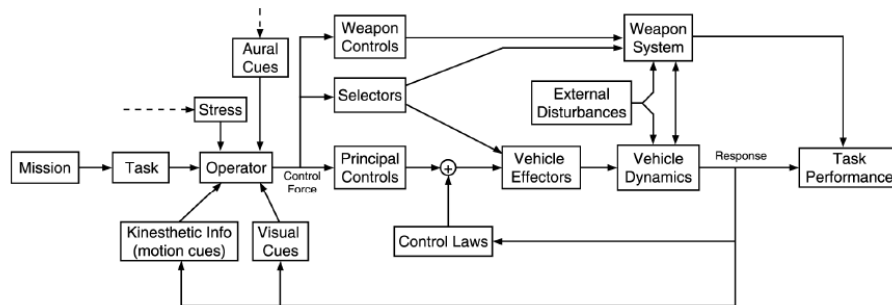 Weapon
Controls
Weapon
System
Aural
Cues
Stress
Selectors
External
Disturbances
Mission
Task
Operator
Control
Force
Principal
Controls
+
Vehicle
Effectors
Vehicle
Dynamics
Response
Task
Performance
Kinesthetic Info
(motion cues)
Visual
Cues
Control Laws